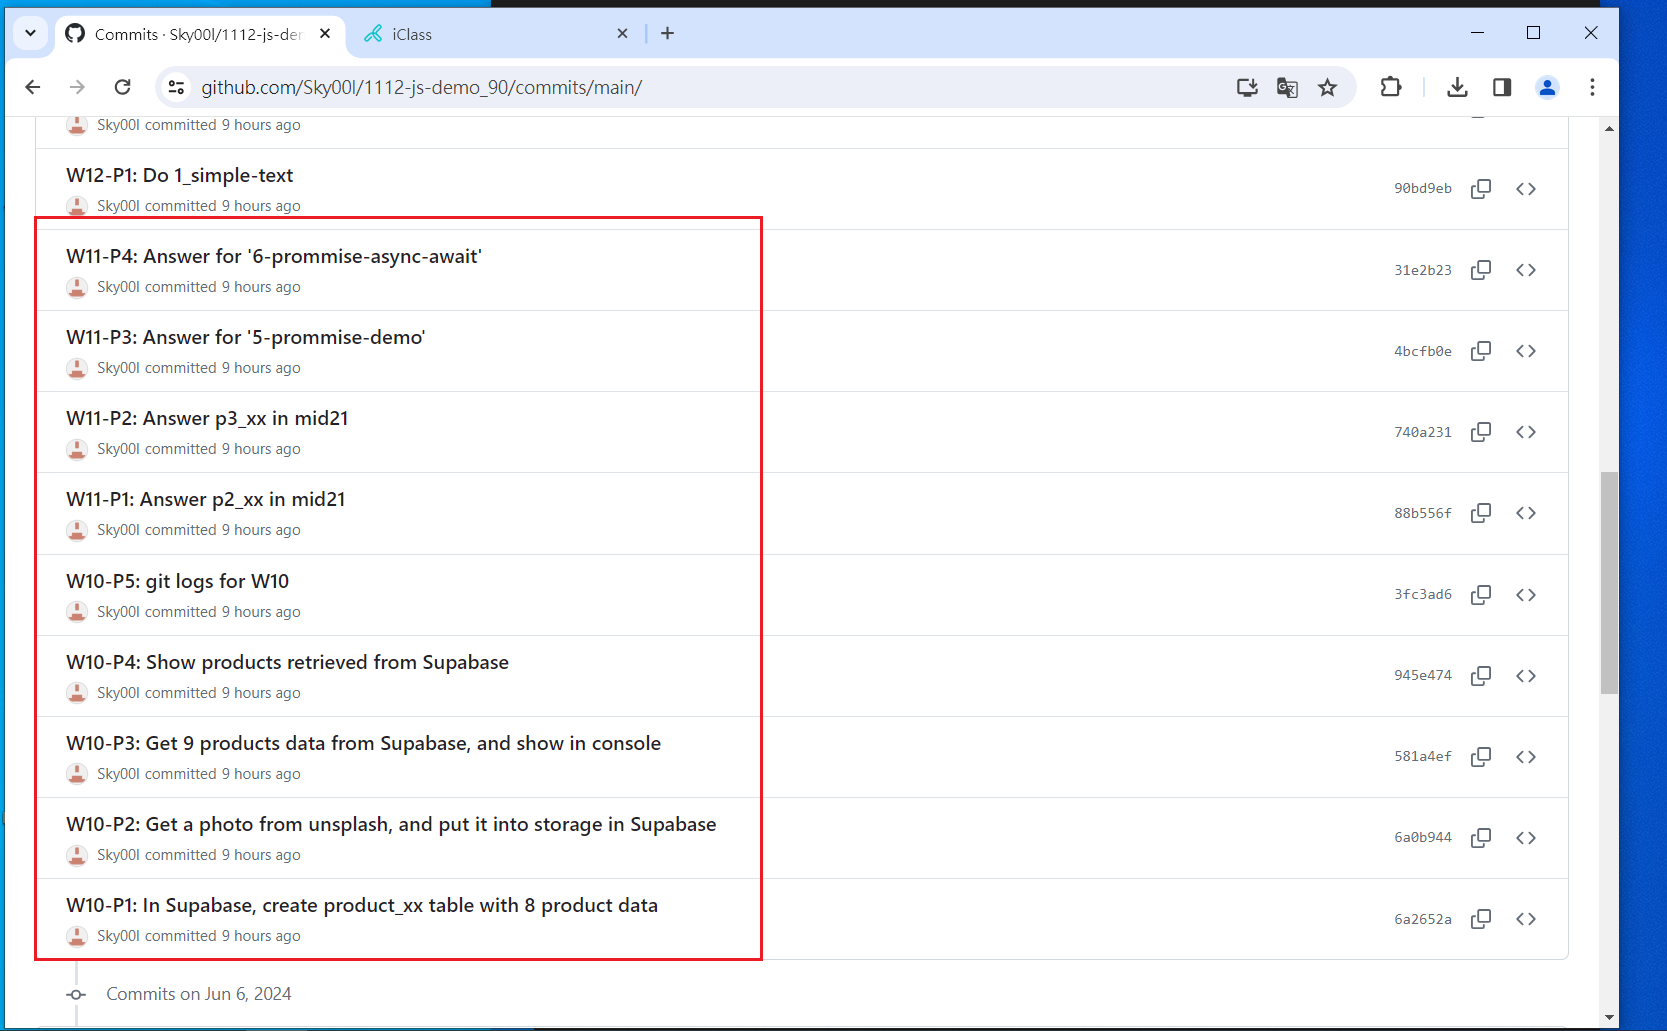 Commits · Sky00l/1112-js-der
iClass
github.com/Sky00l/1112-js-demo_90/commits/main/
Sky00l committed 9 hours ago
W12-P1: Do 1_simple-text
90bd9eb
Sky00l committed 9 hours ago
W11-P4: Answer for '6-prommise-async-await'
31e2b23
Sky00l committed 9 hours ago
W11-P3: Answer for '5-prommise-demo'
4bcfb0e
Sky00l committed 9 hours ago
W11-P2: Answer p3_xx in mid21
740a231
Sky00l committed 9 hours ago
W11-P1: Answer p2_xx in mid21
88b556f
Sky00l committed 9 hours ago
W10-P5: git logs for W10
3fc3ad6
Sky00l committed 9 hours ago
W10-P4: Show products retrieved from Supabase
945e474
Sky00l committed 9 hours ago
W10-P3: Get 9 products data from Supabase, and show in console
581a4ef
Sky00l committed 9 hours ago
W10-P2: Get a photo from unsplash, and put it into storage in Supabase
6a0b944
Sky00l committed 9 hours ago
W10-P1: In Supabase, create product_xx table with 8 product data
6a2652a
Sky00l committed 9 hours ago
Commits on Jun 6, 2024